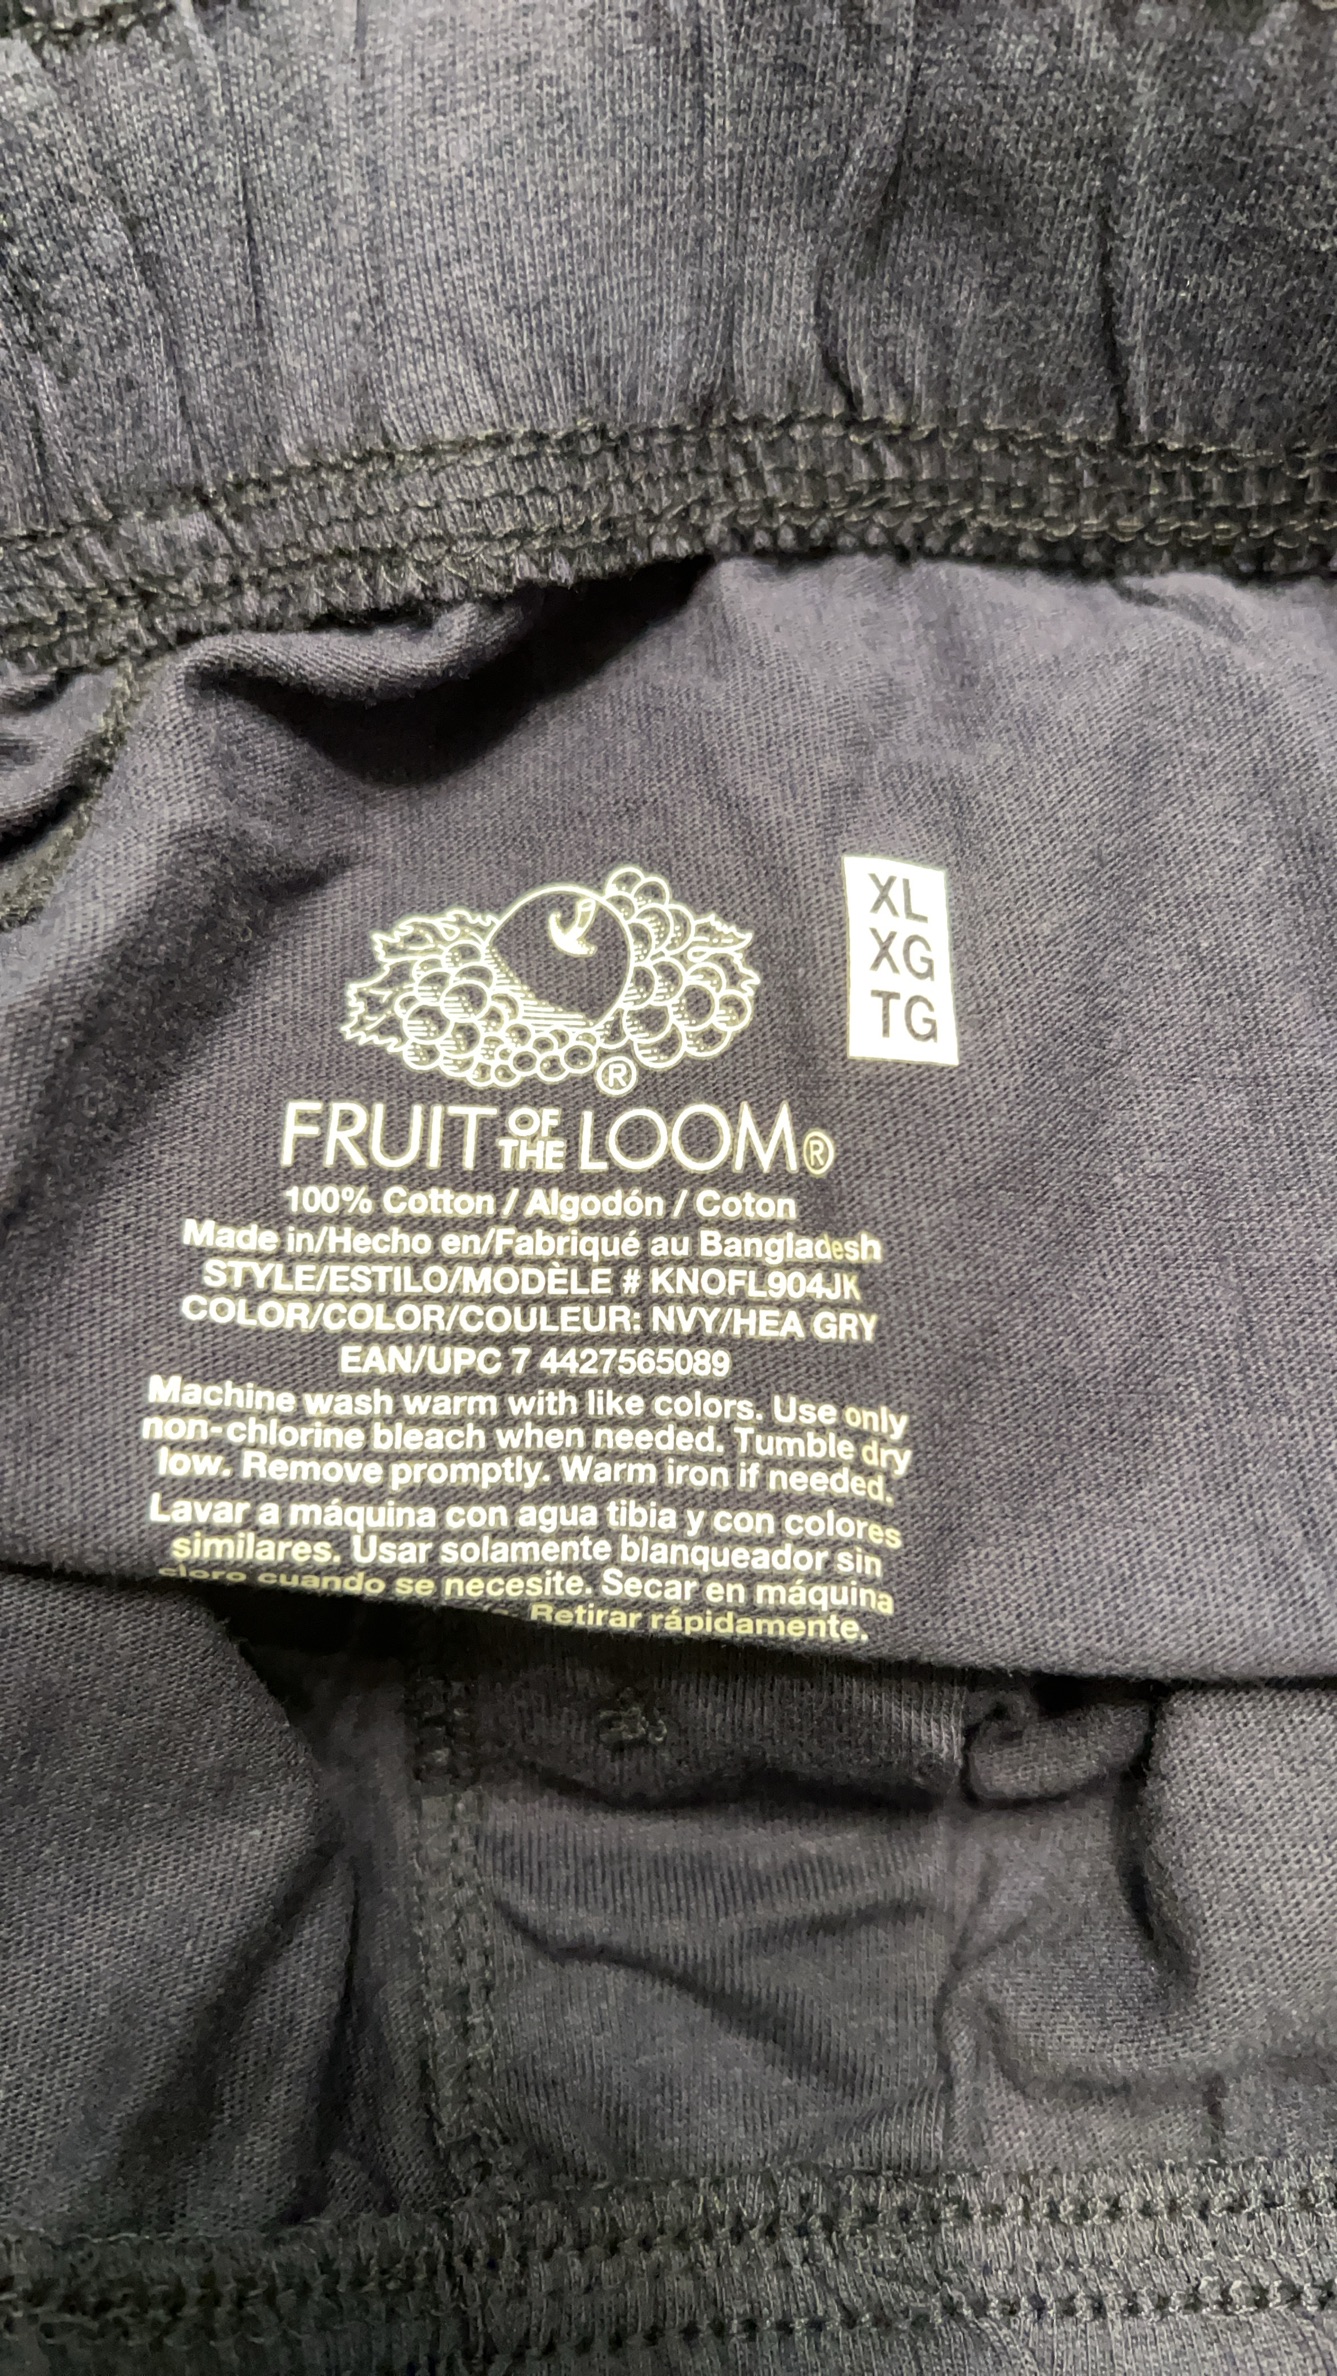 XL
XG
TG
®
FRUIT OF THE LOOM®
100% Cotton / Algodón / Coton
Made in/Hecho en/Fabriqué au Bangladesh
STYLE/ESTILO/MODÈLE # KNOFL904JK
COLOR/COLOR/COULEUR: NVY/HEA GRY
EAN/UPC 7 4427565089
Machine wash warm with like colors. Use only
non-chlorine bleach when needed. Tumble dry
low. Remove promptly. Warm iron if needed.
Lavar a máquina con agua tibia y con colores
similares. Usar solamente blanqueador sin
cloro cuando se necesite. Secar en máquina
Retirar rápidamente.